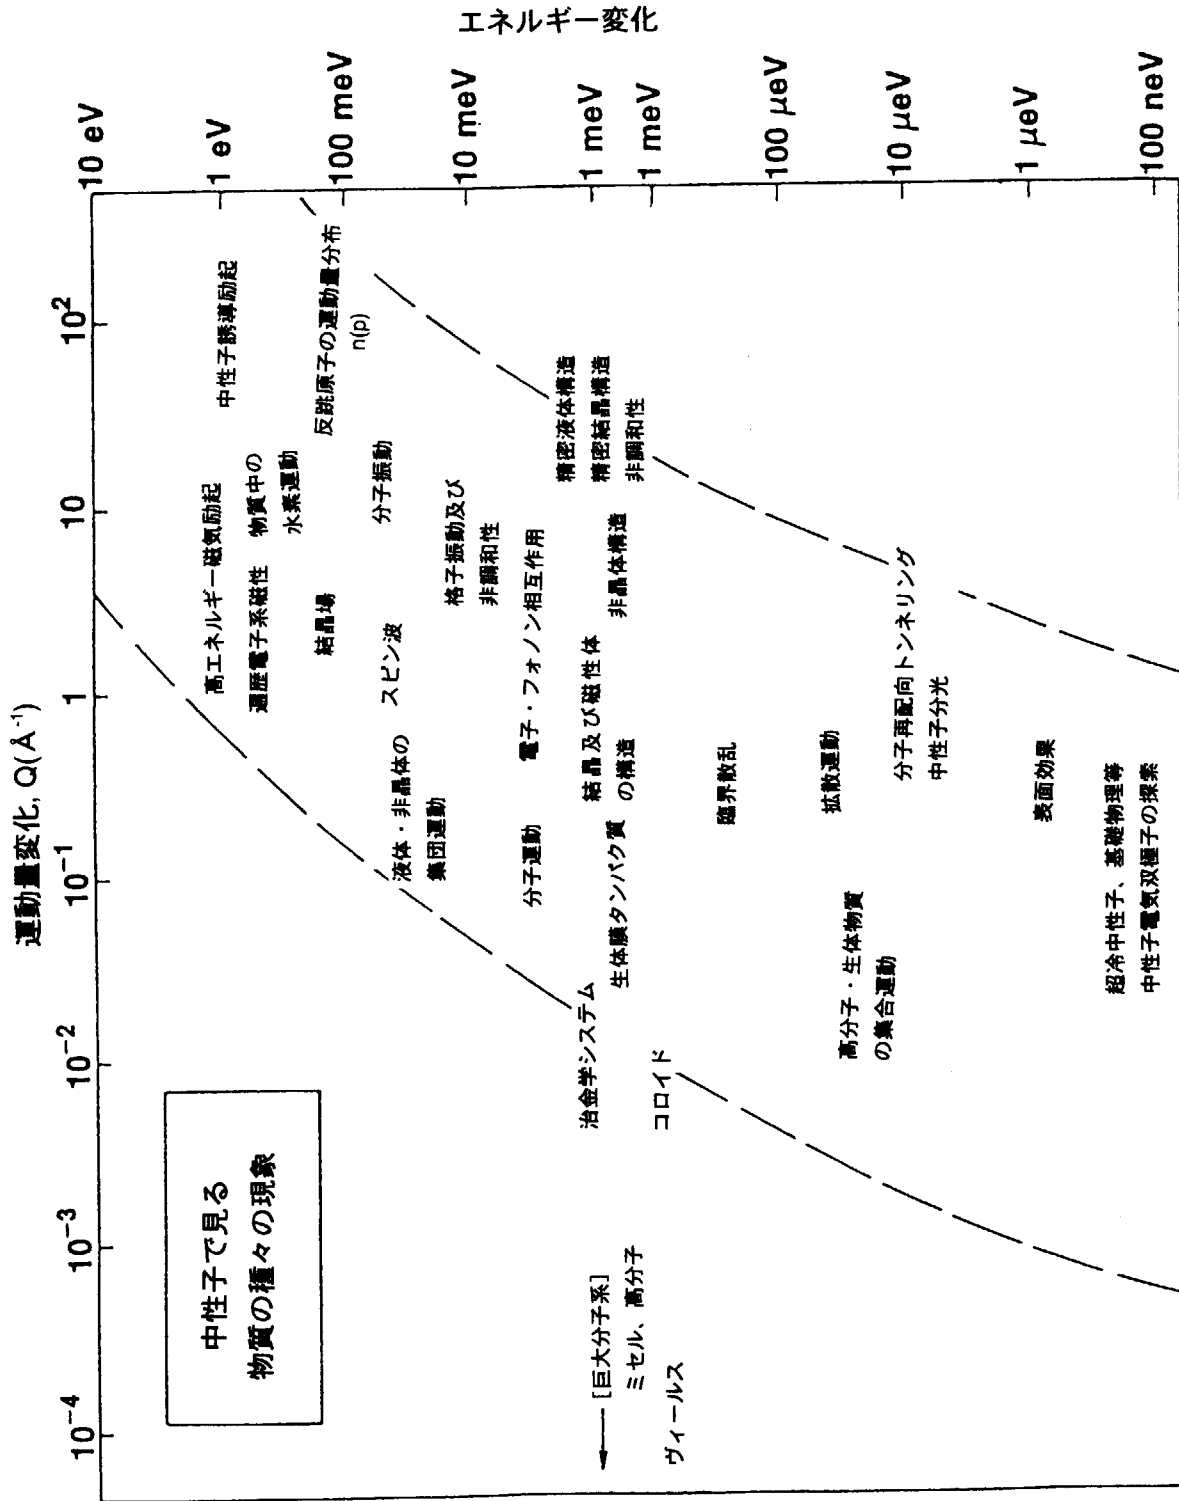 中性子で見る
物質の種々の現象
運動量変化, Q(Å⁻¹)
10⁻⁴
10⁻³
10⁻²
10⁻¹
1
10
10²
エネルギー変化
10 eV
1 eV
100 meV
10 meV
1 meV
1 meV
100 μeV
10 μeV
1 μeV
100 neV
中性子誘導励起
高エネルギー磁気励起
遍歴電子系磁性
物質中の
水素運動
反跳原子の運動量分布
n(p)
結晶場
分子振動
スピン波
液体・非晶体の
集団運動
格子振動及び
非調和性
電子・フォノン相互作用
分子運動
精密液体構造
精密結晶構造
非調和性
非晶体構造
結晶及び磁性体
の構造
生体膜タンパク質
冶金学システム
コロイド
[巨大分子系]
ミセル、高分子
ヴィールス
臨界散乱
拡散運動
高分子・生体物質
の集合運動
分子再配向トンネリング
中性子分光
表面効果
超冷中性子、基礎物理等
中性子電気双極子の探索